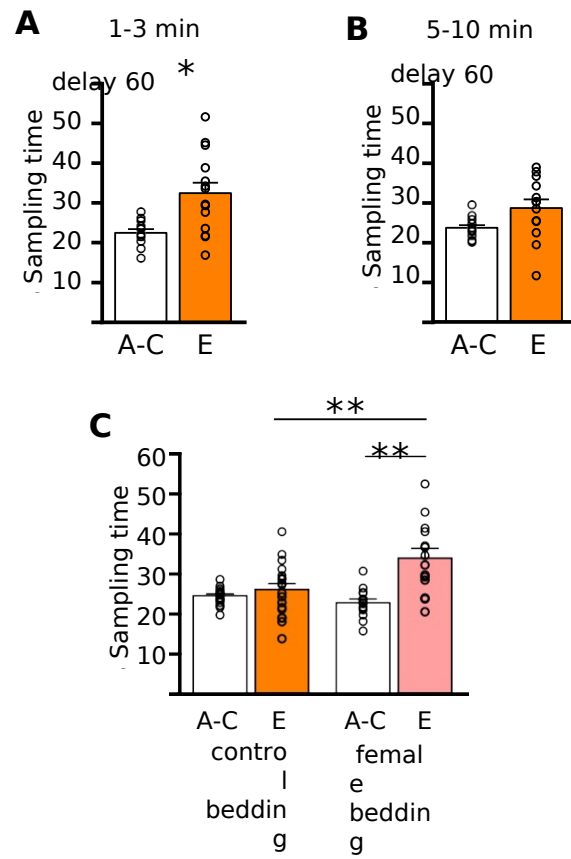 A
1-3 min
delay 60
*
50
40
30
20
10
Sampling time
A-C
E
B
5-10 min
delay 60
50
40
30
20
10
Sampling time
A-C
E
C
**
**
60
50
40
30
20
10
Sampling time
A-C
E
A-C
E
contro
l
beddin
g
femal
e
beddin
g